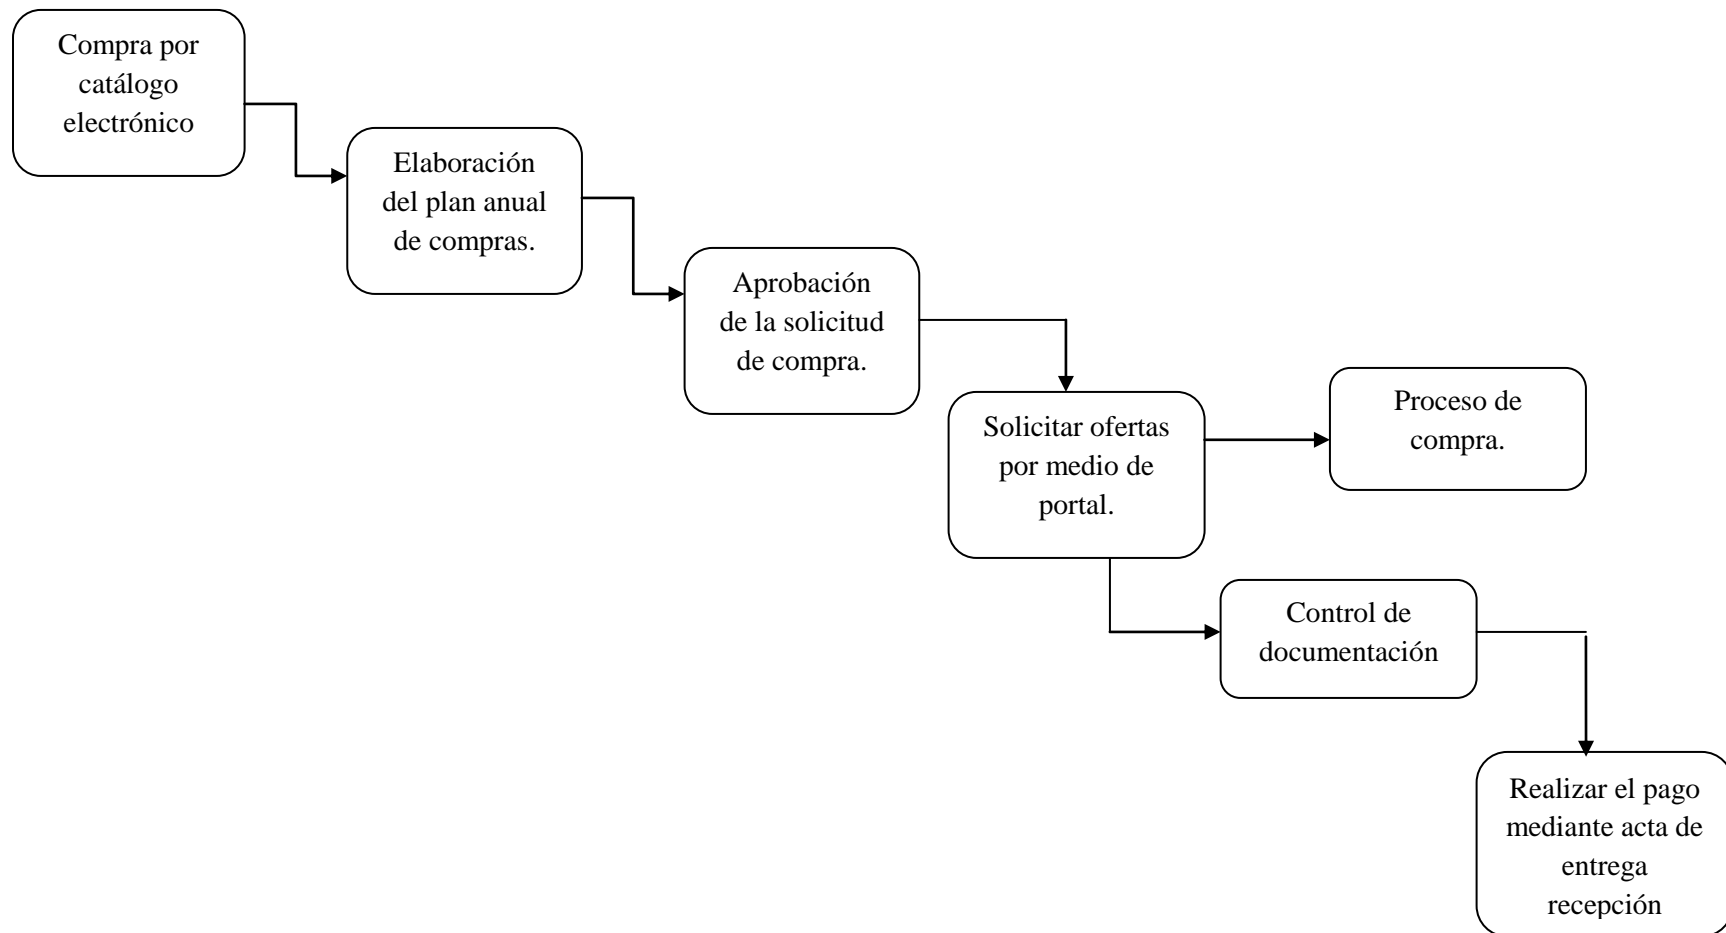 Compra por
catálogo
electrónico
Elaboración
del plan anual
de compras.
Aprobación
de la solicitud
de compra.
Solicitar ofertas
por medio de
portal.
Proceso de
compra.
Control de
documentación
Realizar el pago
mediante acta de
entrega
recepción